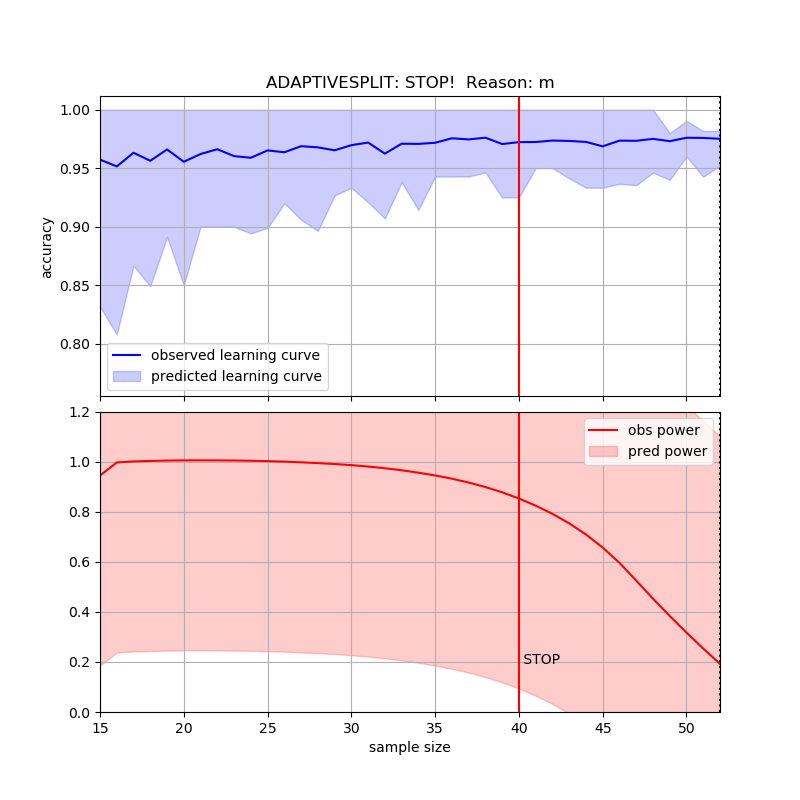 ADAPTIVESPLIT: STOP!  Reason: m
1.00
0.95
0.90
0.85
0.80
accuracy
observed learning curve
predicted learning curve
1.2
1.0
0.8
0.6
0.4
0.2
0.0
obs power
pred power
STOP
15 20 25 30 35 40 45 50
sample size